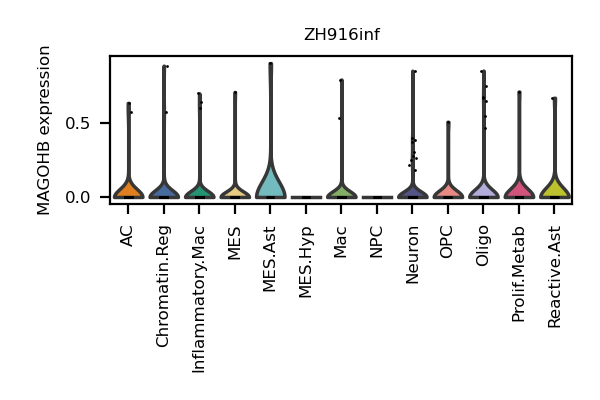 ZH916inf
MAGOHB expression
0.5
0.0
AC
Chromatin.Reg
Inflammatory.Mac
MES
MES.Ast
MES.Hyp
Mac
NPC
Neuron
OPC
Oligo
Prolif.Metab
Reactive.Ast